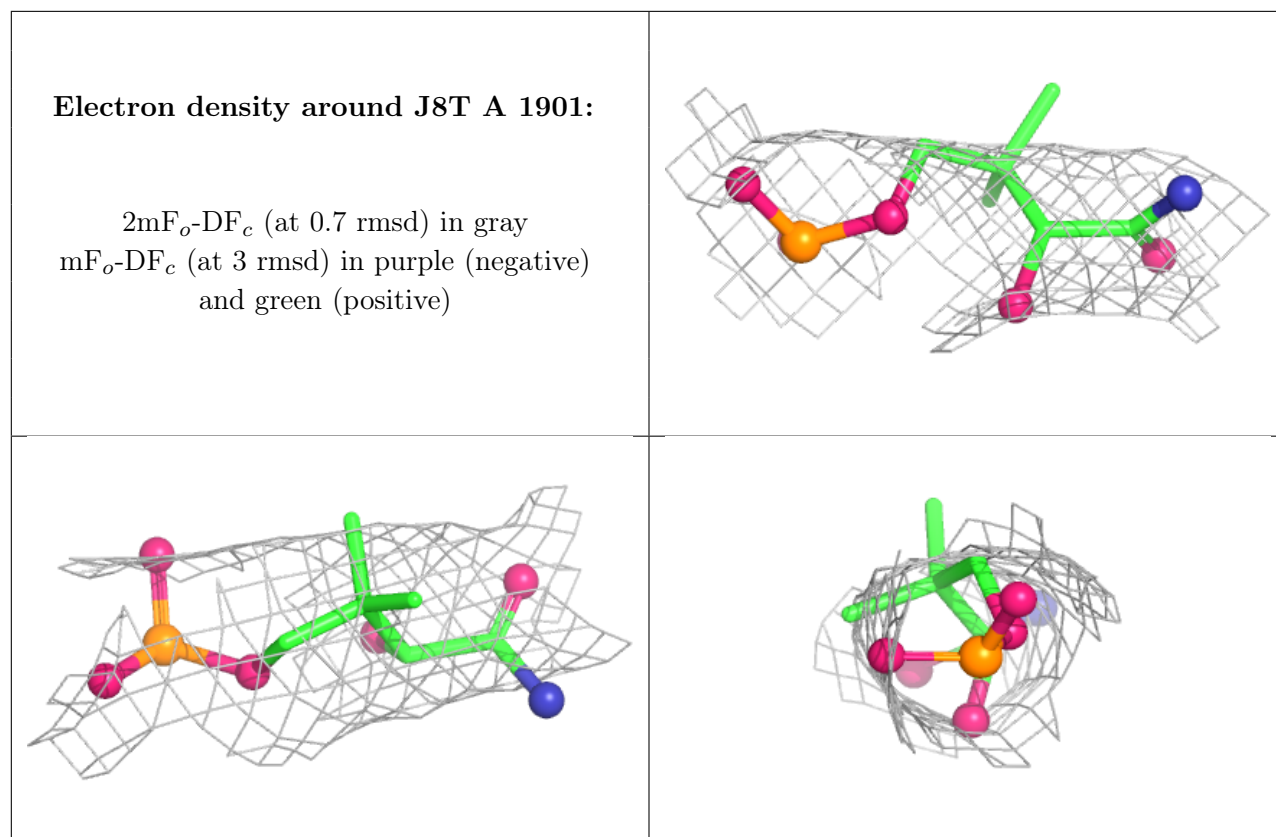 Electron density around J8T A 1901:
2mFo-DFc (at 0.7 rmsd) in gray
mFo-DFc (at 3 rmsd) in purple (negative)
and green (positive)